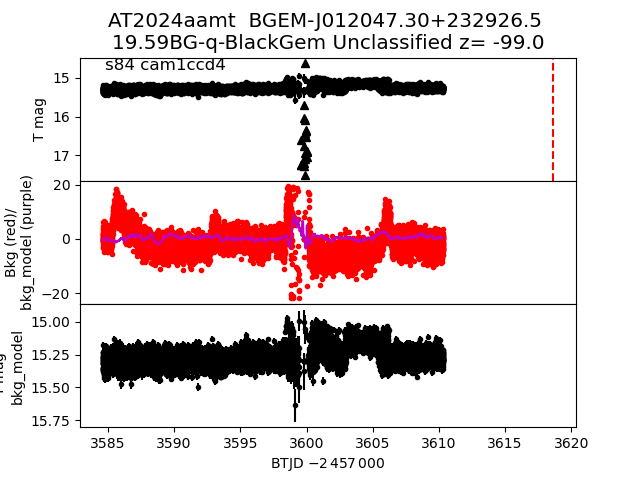 AT2024aamt  BGEM-J012047.30+232926.5
19.59BG-q-BlackGem Unclassified z= -99.0
s84 cam1ccd4
15
16
17
T mag
20
0
−20
Bkg (red)/
bkg_model (purple)
15.00
15.25
15.50
15.75
mag
bkg_model
3585
3590
3595
3600
3605
3610
3615
3620
BTJD −2 457 000